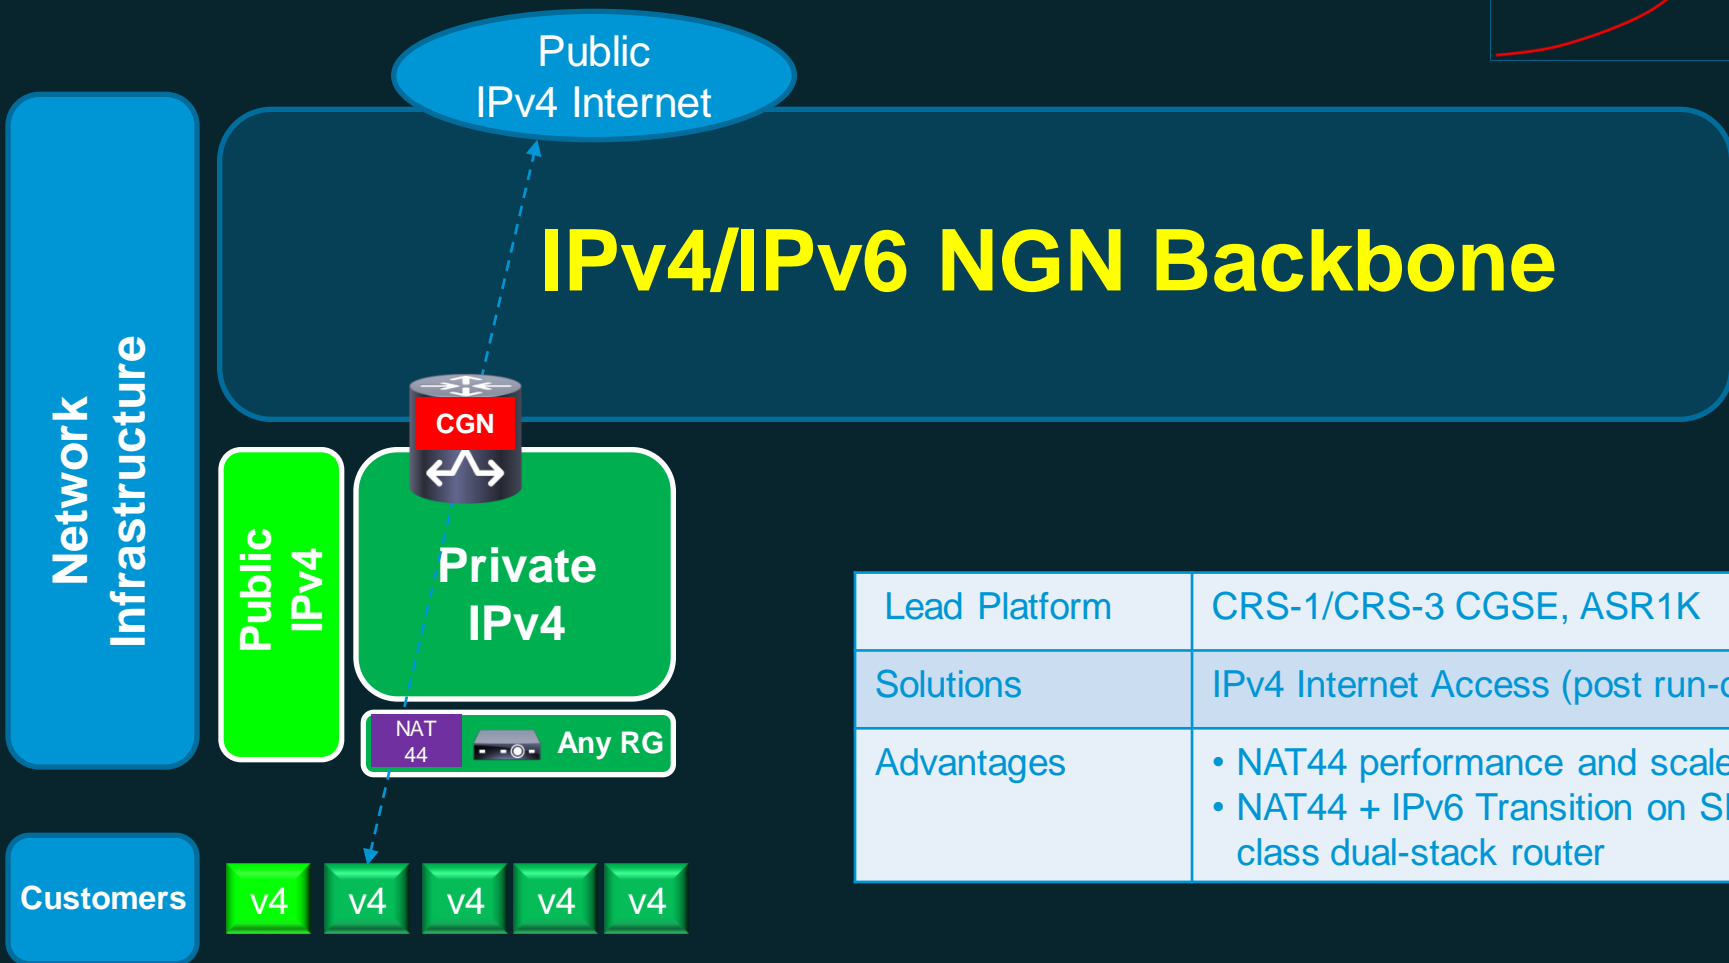 Public
IPv4 Internet
IPv4/IPv6 NGN Backbone
Network
Infrastructure
CGN
Public
IPv4
Private
IPv4
NAT
44
Any RG
Lead Platform
CRS-1/CRS-3 CGSE, ASR1K
Solutions
IPv4 Internet Access (post
Advantages
• NAT44 performance and scale
• NAT44 + IPv6 Transition on
class dual-stack router
Customers
v4
v4
v4
v4
v4